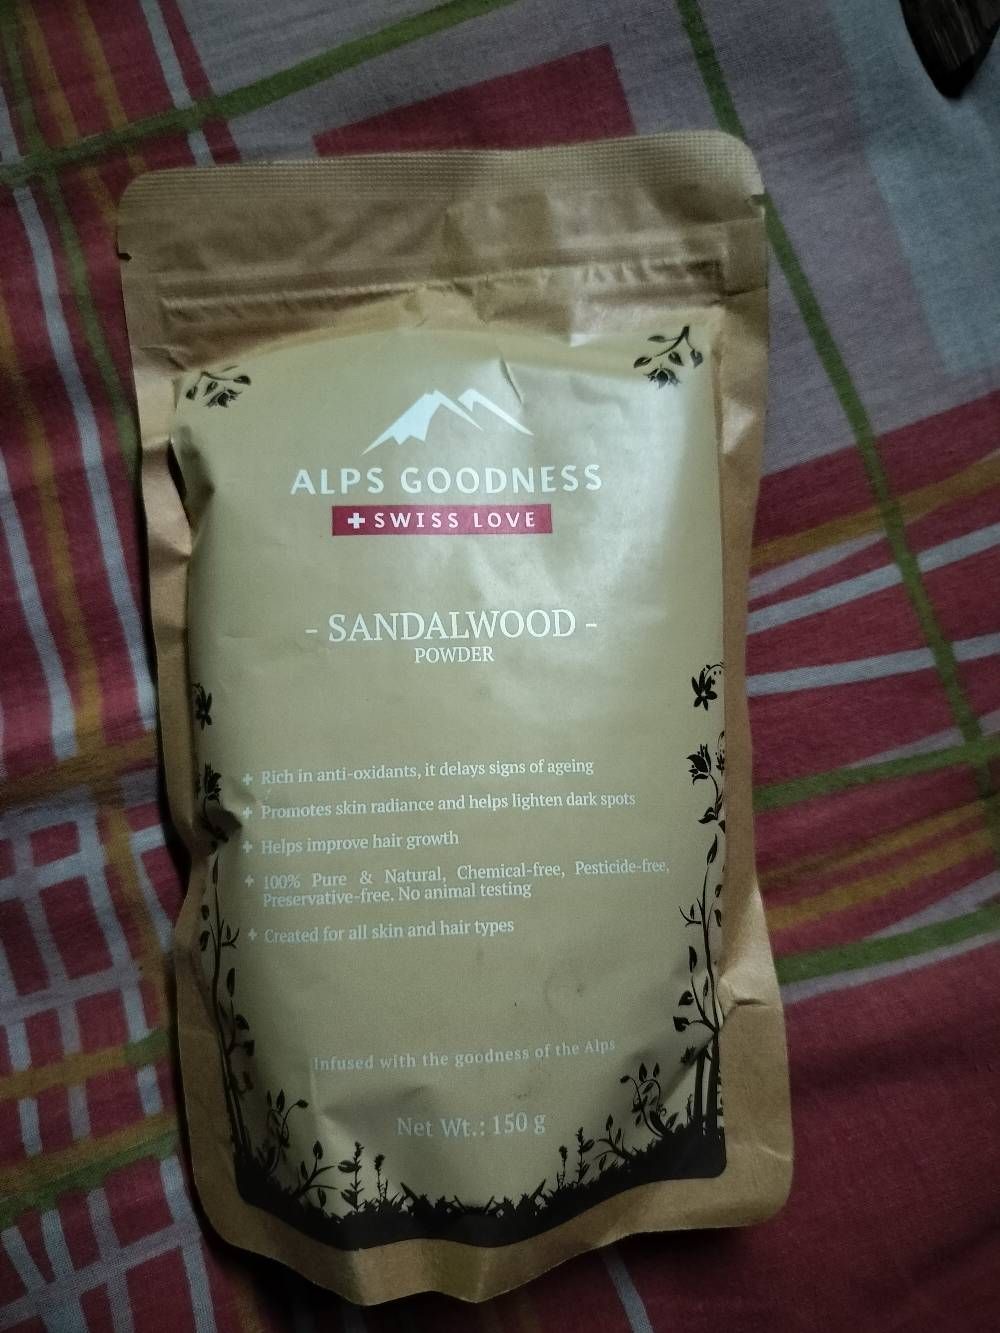 ALPS GOODNESS
SWISS LOVE
- SANDALWOOD -
POWDER
Rich in anti-oxidants, it delays signs of ageing
Promotes skin radiance and helps lighten dark spots
Helps improve hair growth
100% Pure & Natural, Chemical-free, Pesticide-free,
Preservative-free. No animal testing
Created for all skin and hair types
Infused with the goodness of the Alps
Net Wt.: 150 g